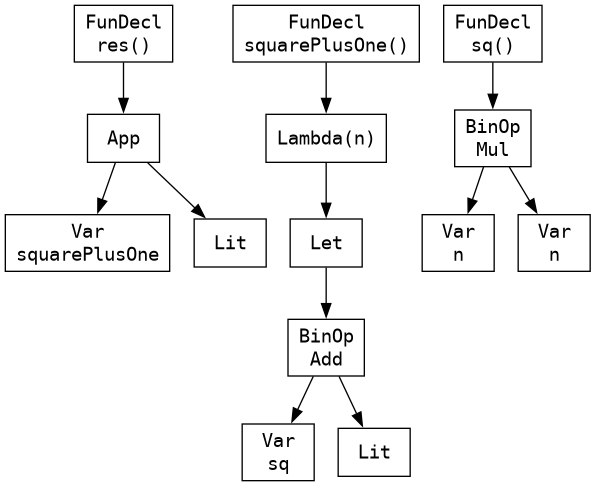 FunDecl
res()
FunDecl
squarePlusOne()
FunDecl
sq()
App
Lambda(n)
BinOp
Mul
Var
squarePlusOne
Lit
Let
Var
n
Var
n
BinOp
Add
Var
sq
Lit